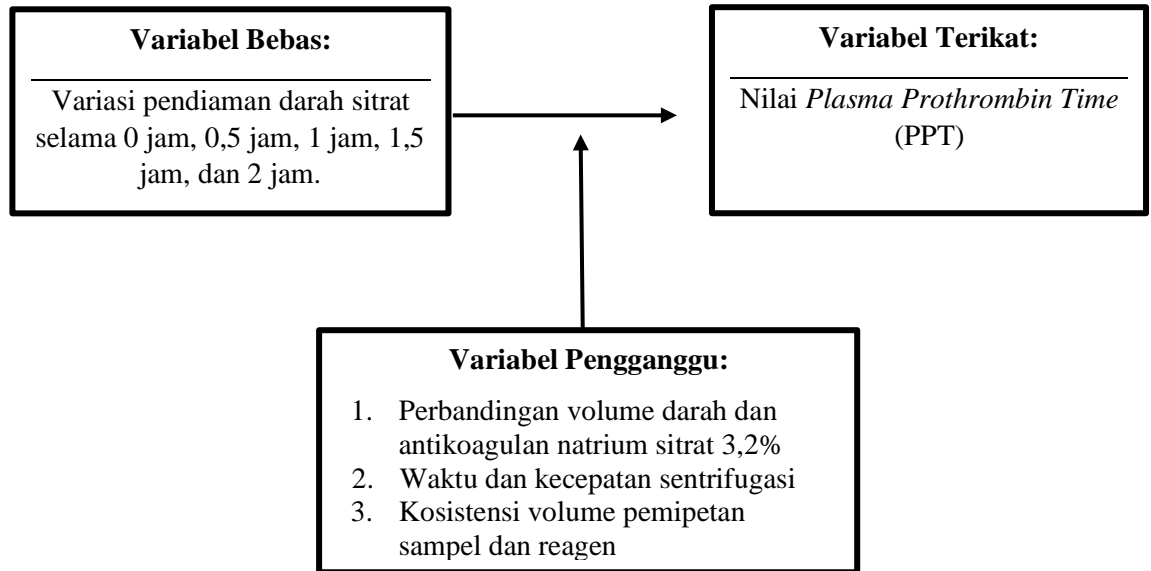 Variabel Bebas:
Variasi pendiaman darah sitrat
selama 0 jam, 0,5 jam, 1 jam, 1,5
jam, dan 2 jam.
Variabel Terikat:
Nilai Plasma Prothrombin Time
(PPT)
Variabel Pengganggu:
1. Perbandingan volume darah dan
antikoagulan natrium sitrat 3,2%
2. Waktu dan kecepatan sentrifugasi
3. Kosistensi volume pemipetan
sampel dan reagen